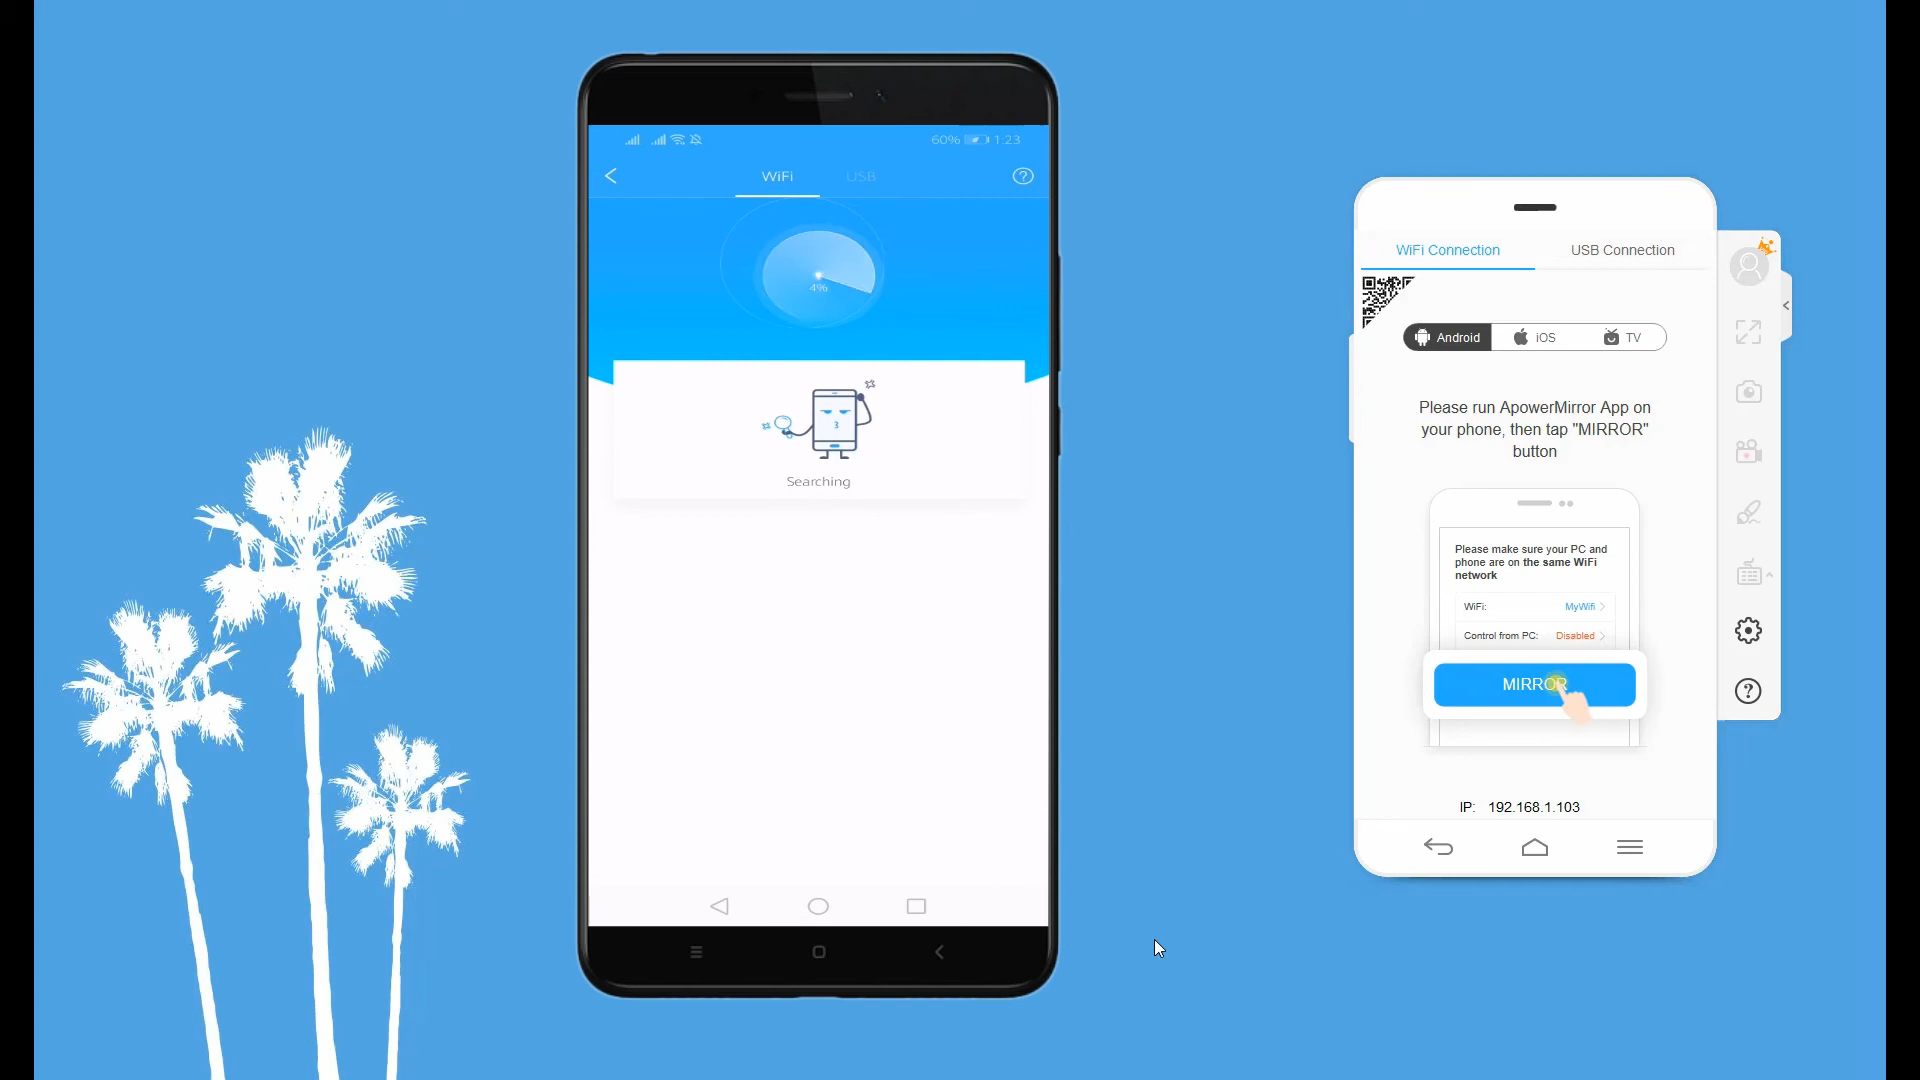 60% 1:23
WiFi USB
4%
Searching
WiFi Connection USB Connection
Android iOS TV
Please run ApowerMirror App on
your phone, then tap "MIRROR"
button
Please make sure your PC and
phone are on the same WiFi
network
WiFi: MyWifi
Control from PC: Disabled
MIRROR
IP: 192.168.1.103